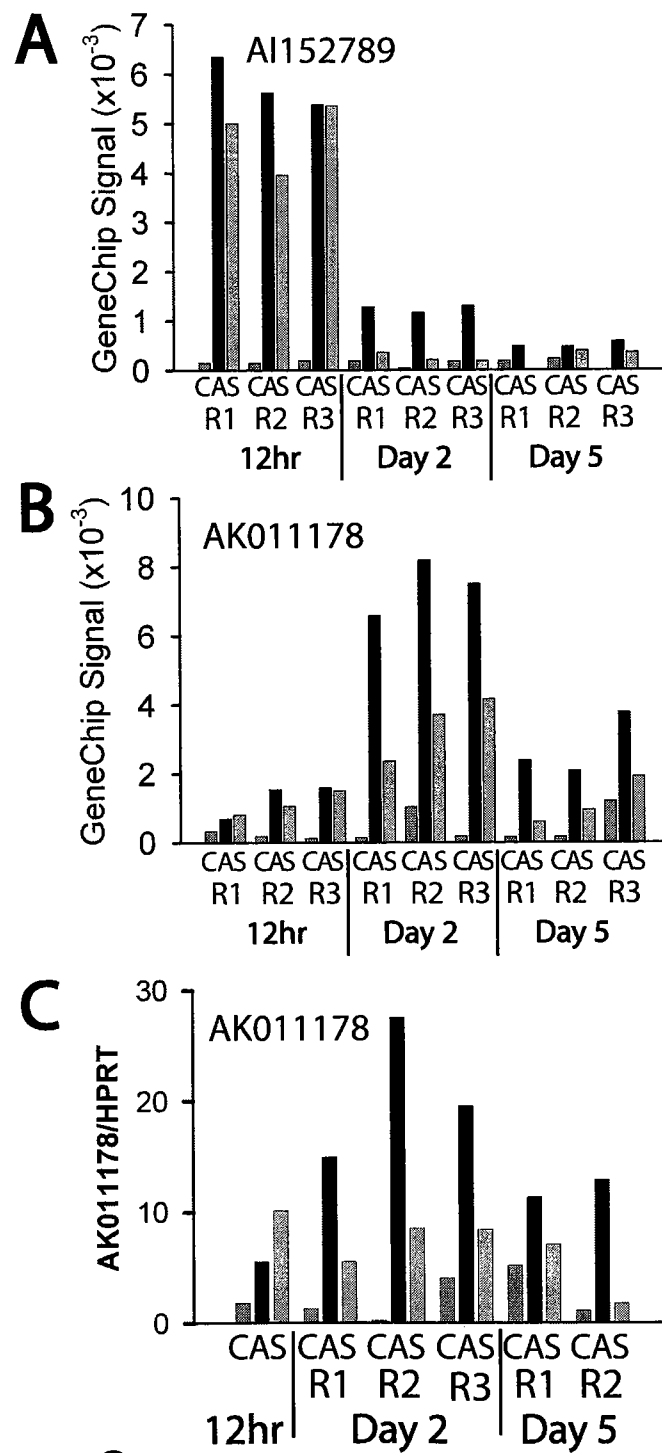 A
AI152789
GeneChip Signal (x10-3)
7
6
5
4
3
2
1
0
CAS CAS CAS CAS CAS CAS CAS CAS CAS
R1 R2 R3 R1 R2 R3 R1 R2 R3
12hr Day 2 Day 5
B
AK011178
GeneChip Signal (x10-3)
10
8
6
4
2
0
CAS CAS CAS CAS CAS CAS CAS CAS CAS
R1 R2 R3 R1 R2 R3 R1 R2 R3
12hr Day 2 Day 5
C
AK011178
AK011178/HPRT
30
20
10
0
CAS CAS CAS CAS CAS CAS
R1 R2 R3 R1 R2
12hr Day 2 Day 5